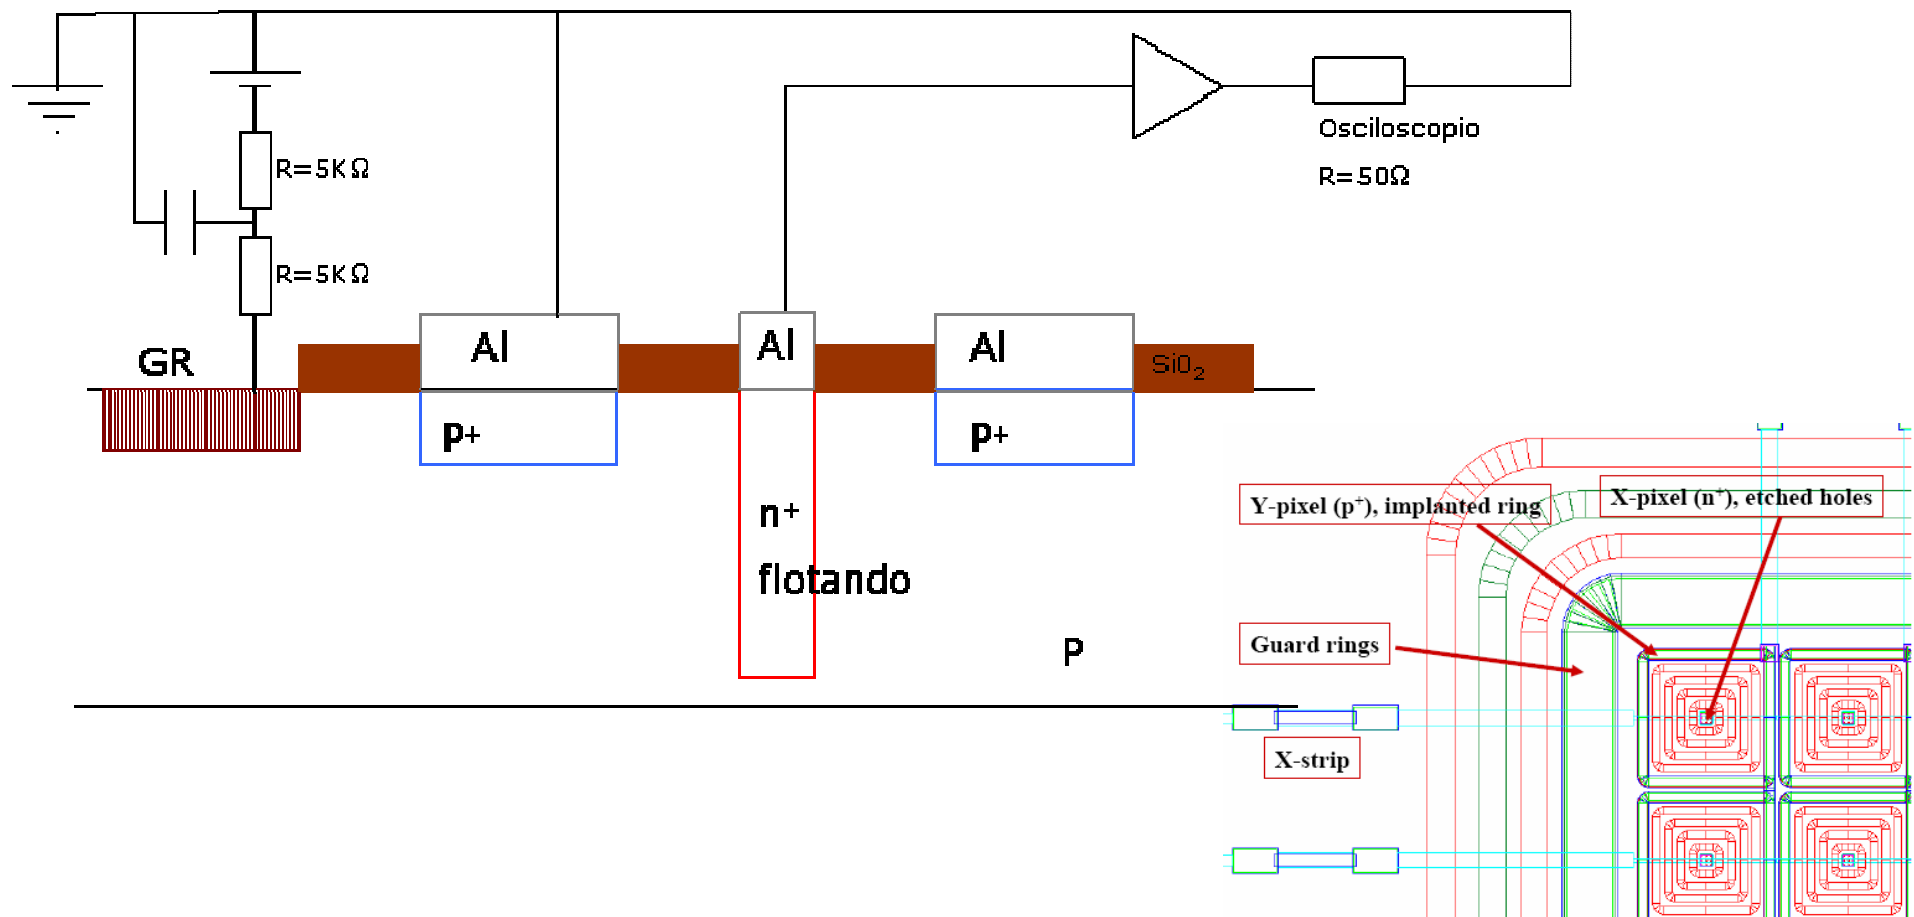 R=5KΩ
R=5KΩ
Osciloscopio
R=50Ω
GR
Al
Al
Al
SiO₂
p+
p+
n+
flotando
P
Y-pixel (p⁺), implanted ring
X-pixel (n⁺), etched holes
Guard rings
X-strip